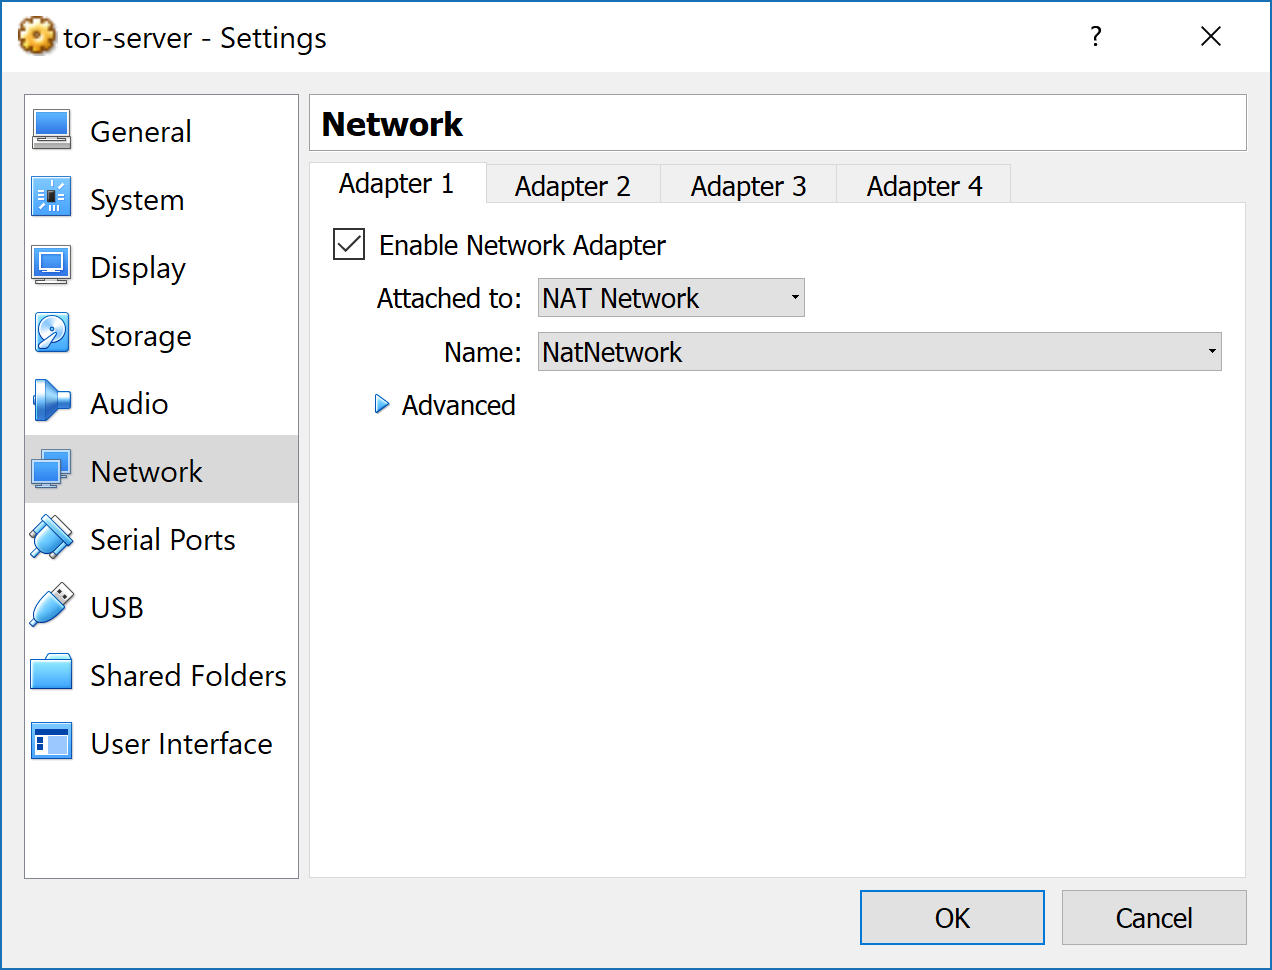 tor-server - Settings
?
General
System
Display
Storage
Audio
Network
Serial Ports
USB
Shared Folders
User Interface
Network
Adapter 1 Adapter 2 Adapter 3 Adapter 4
Enable Network Adapter
Attached to: NAT Network
Name: NatNetwork
Advanced
OK Cancel